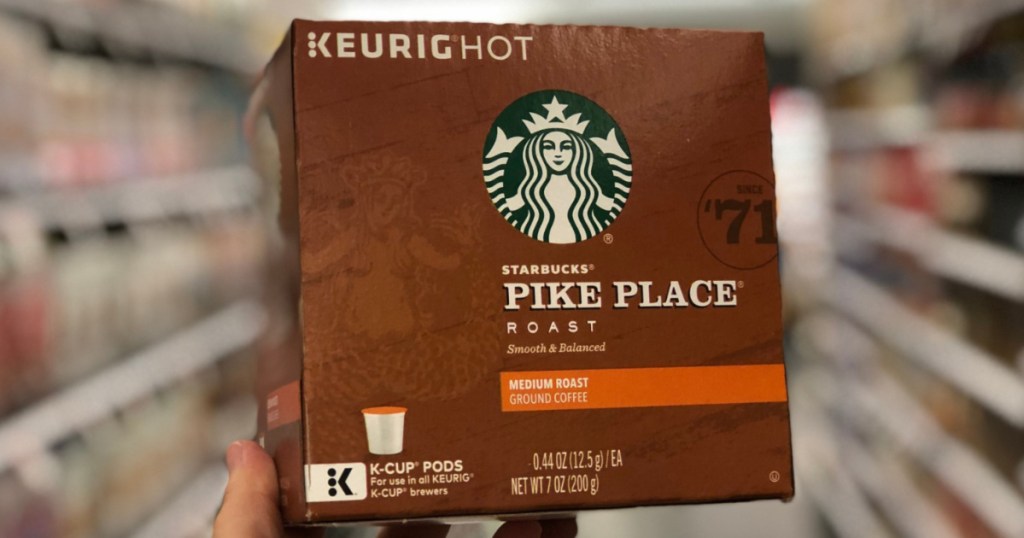 KEURIG HOT
SINCE
'71
STARBUCKS®
PIKE PLACE®
ROAST
Smooth & Balanced
MEDIUM ROAST
GROUND COFFEE
K-CUP® PODS
For use in all KEURIG®
K-CUP® brewers
0.44 OZ (12.5 g) / EA
NET WT 7 OZ (200 g)